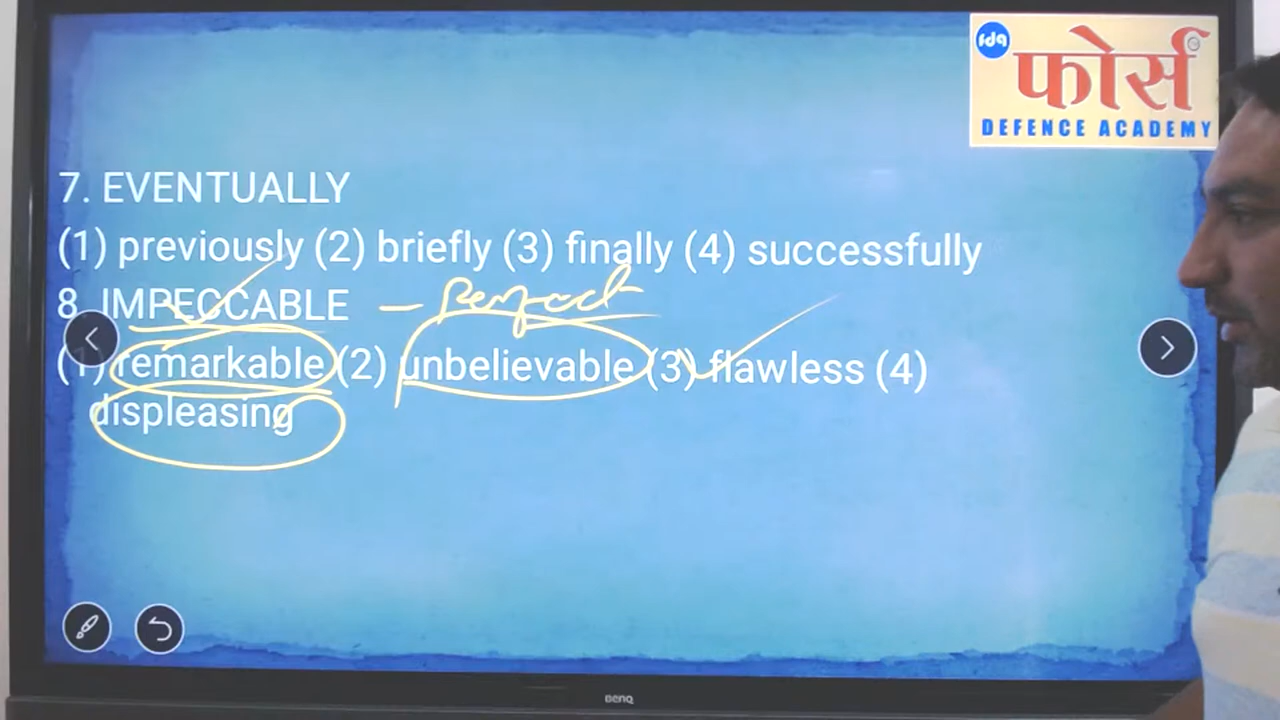 fdq
फोर्स
DEFENCE ACADEMY
7. EVENTUALLY
(1) previously (2) briefly (3) finally (4) successfully
8. IMPECCABLE – Perfect
(1) remarkable (2) unbelievable (3) flawless (4)
displeasing
BenQ